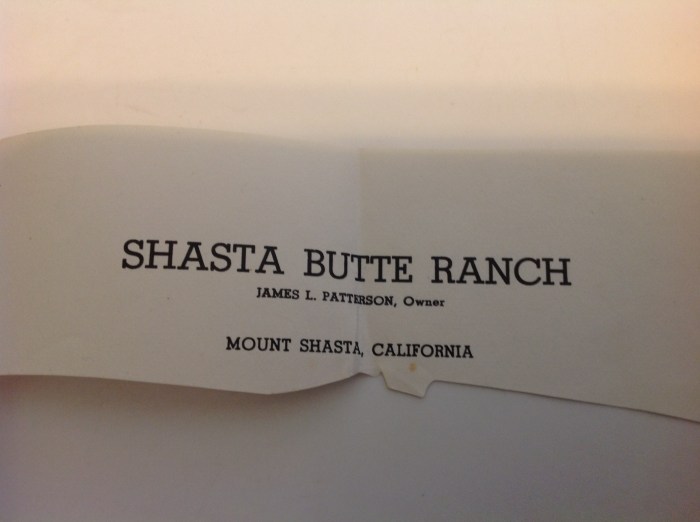 SHASTA BUTTE RANCH
JAMES L. PATTERSON, Owner
MOUNT SHASTA, CALIFORNIA